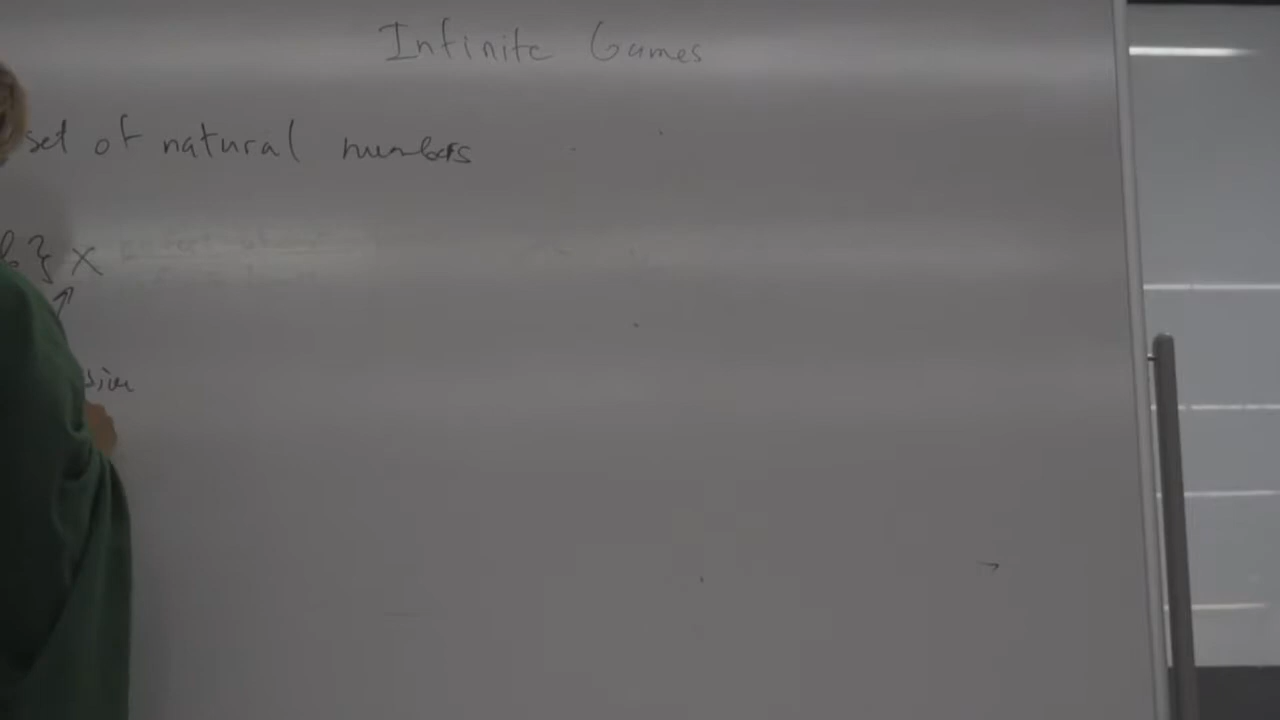 Infinite Games
set of natural numbers
} x